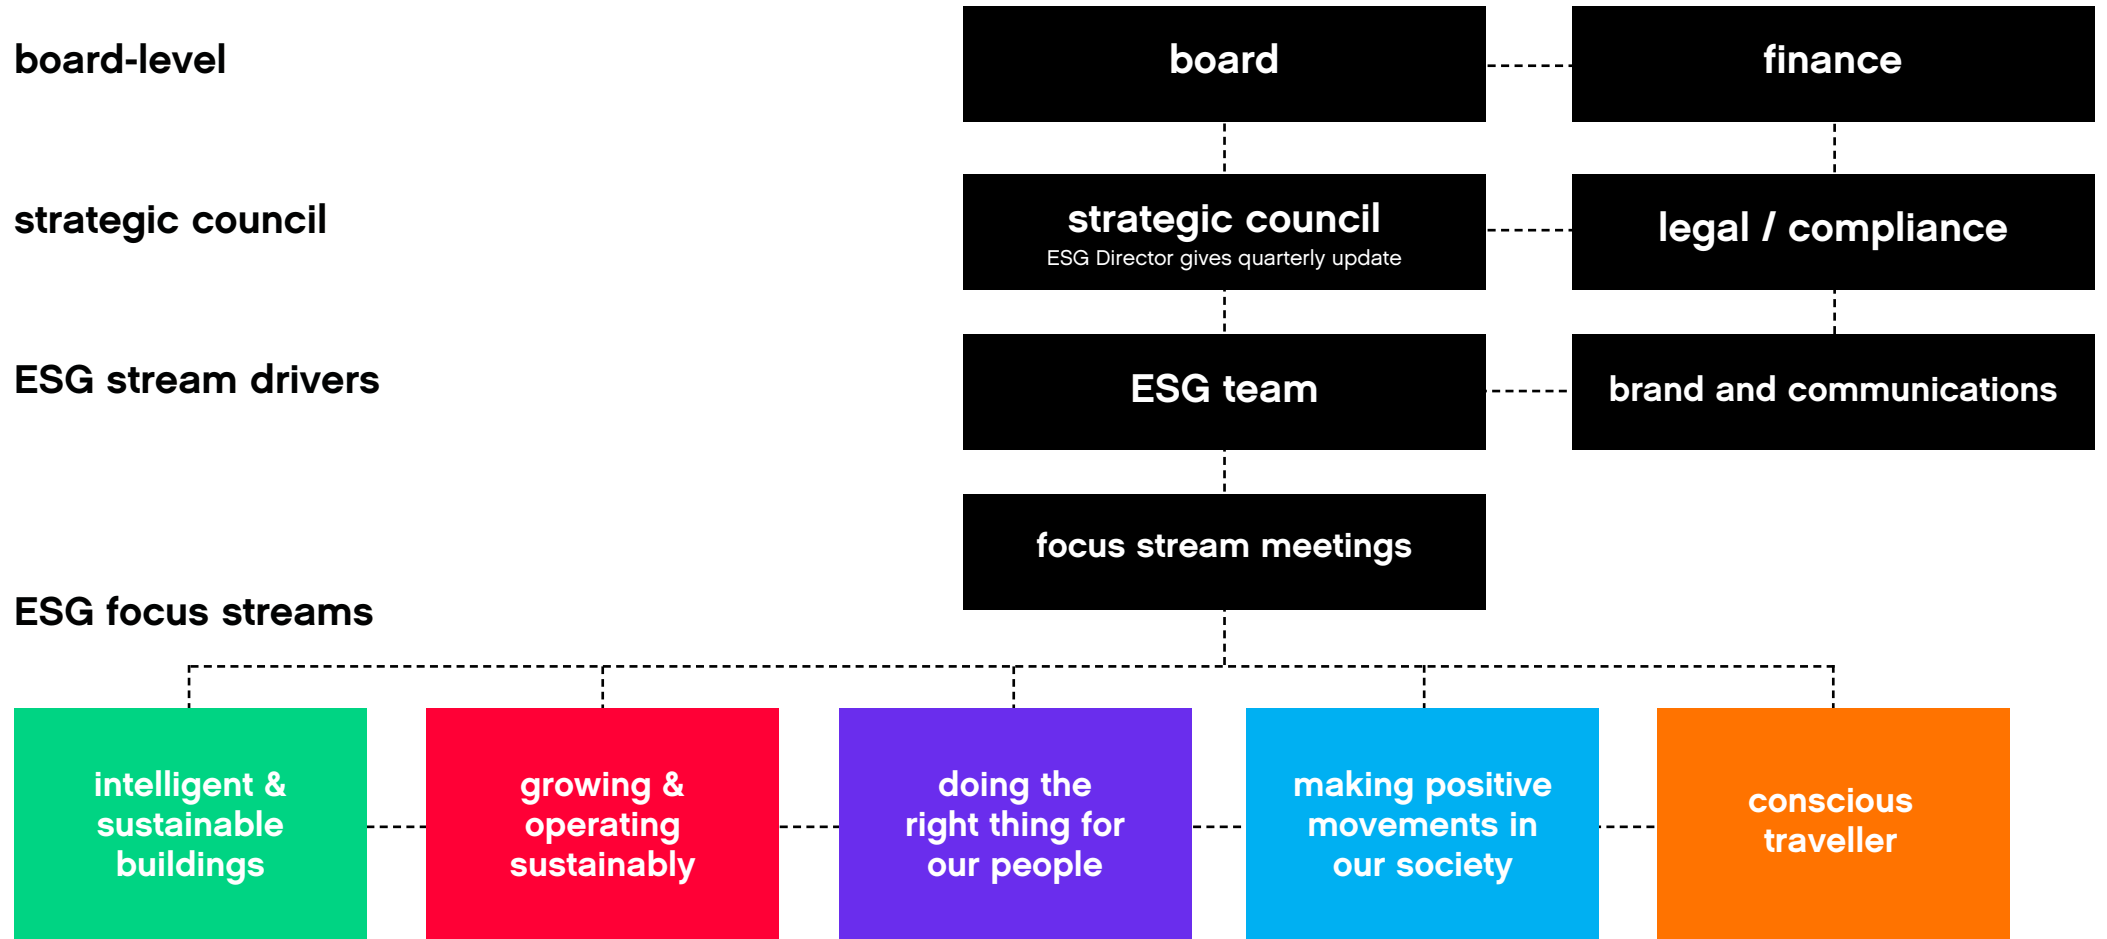 board-level
board
finance
strategic council
strategic council
ESG Director gives quarterly update
legal / compliance
ESG stream drivers
ESG team
brand and communications
focus stream meetings
ESG focus streams
intelligent &
sustainable
buildings
growing &
operating
sustainably
doing the
right thing for
our people
making positive
movements in
our society
conscious
traveller